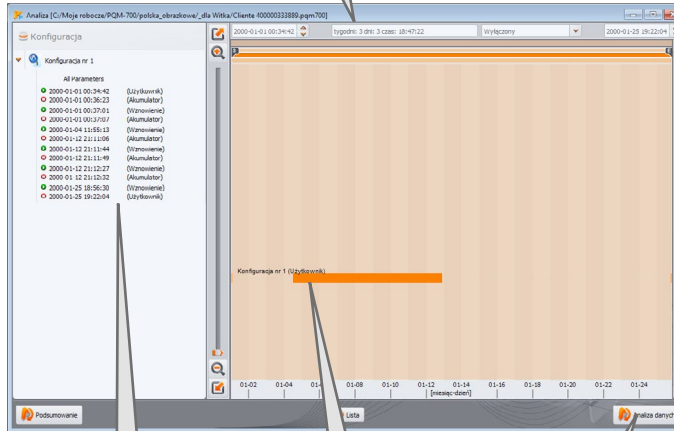 Analiza [C:/Moje robocze/PQM-700/polska_obrazkowe/_dla Witka/Cliente 400000333889.pqm700]
Konfiguracja
2000-01-01 00:34:42
tygodni: 3 dni: 3 czas: 18:47:22
Wyłączony
2000-01-25 19:22:04
Konfiguracja nr 1
All Parameters
2000-01-01 00:34:42 (Użytkownik)
2000-01-01 00:36:23 (Akumulator)
2000-01-01 00:37:01 (Wznowienie)
2000-01-01 00:37:07 (Akumulator)
2000-01-04 11:55:13 (Wznowienie)
2000-01-12 21:11:06 (Akumulator)
2000-01-12 21:11:44 (Wznowienie)
2000-01-12 21:11:49 (Akumulator)
2000-01-12 21:12:27 (Wznowienie)
2000-01-12 21:12:32 (Akumulator)
2000-01-25 18:56:30 (Wznowienie)
2000-01-25 19:22:04 (Użytkownik)
Konfiguracja nr 1 (Użytkownik)
01-02 01-04 01-08 01-10 01-12 01-14 01-16 01-18 01-20 01-22 01-24
[miesiąc-dzień]
Podsumowanie
Lista
Analiza danych